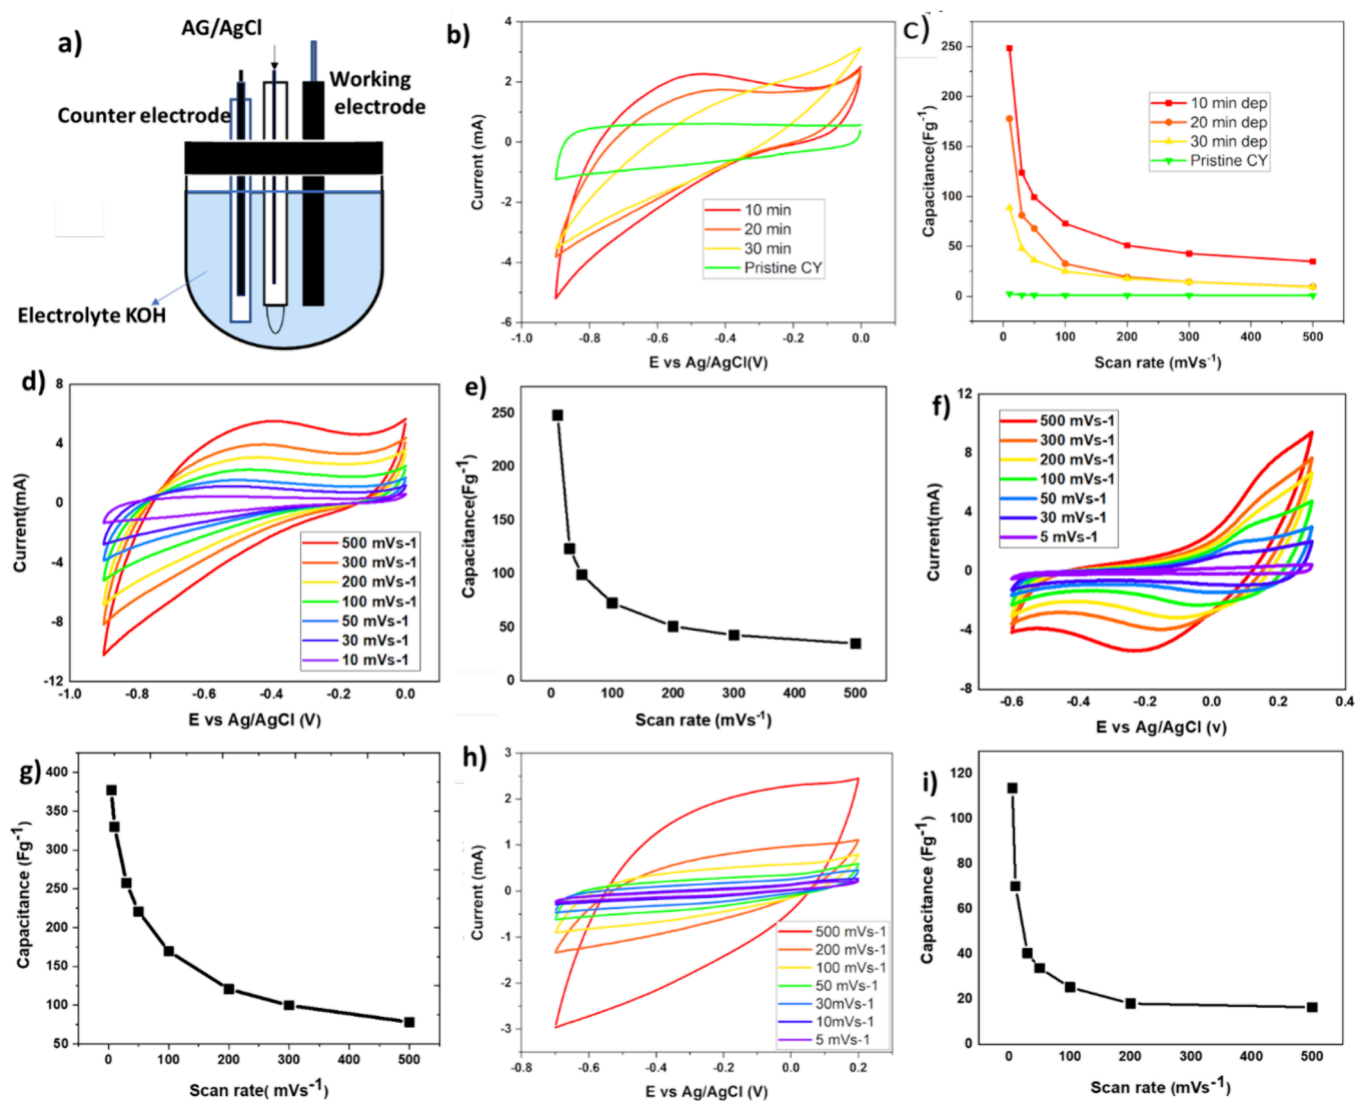 a)
AG/AgCl
Working
electrode
Counter electrode
Electrolyte KOH
b)
4
2
0
-2
-4
-6
Current (mA)
10 min
20 min
30 min
Pristine CY
-1.0
-0.8
-0.6
-0.4
-0.2
0.0
E vs Ag/AgCl(V)
c)
250
200
150
100
50
0
Capacitance(Fg-1)
10 min dep
20 min dep
30 min dep
Pristine CY
0
100
200
300
400
500
Scan rate (mVs-1)
d)
8
4
0
-4
-8
-12
Current(mA)
500 mVs-1
300 mVs-1
200 mVs-1
100 mVs-1
50 mVs-1
30 mVs-1
10 mVs-1
-1.0
-0.8
-0.6
-0.4
-0.2
0.0
E vs Ag/AgCl (V)
e)
250
200
150
100
50
0
Capacitance(Fg-1)
0
100
200
300
400
500
Scan rate (mVs-1)
f)
12
8
4
0
-4
-8
Current(mA)
500 mVs-1
300 mVs-1
200 mVs-1
100 mVs-1
50 mVs-1
30 mVs-1
5 mVs-1
-0.6
-0.4
-0.2
0.0
0.2
0.4
E vs Ag/AgCl (v)
g)
400
350
300
250
200
150
100
50
Capacitance (Fg-1)
0
100
200
300
400
500
Scan rate( mVs-1)
h)
3
2
1
0
-1
-2
-3
Current (mA)
500 mVs-1
200 mVs-1
100 mVs-1
50 mVs-1
30mVs-1
10mVs-1
5 mVs-1
-0.8
-0.6
-0.4
-0.2
0.0
0.2
E vs Ag/AgCl (V)
i)
120
100
80
60
40
20
0
Capacitance (Fg-1)
0
100
200
300
400
500
Scan rate (mVs-1)